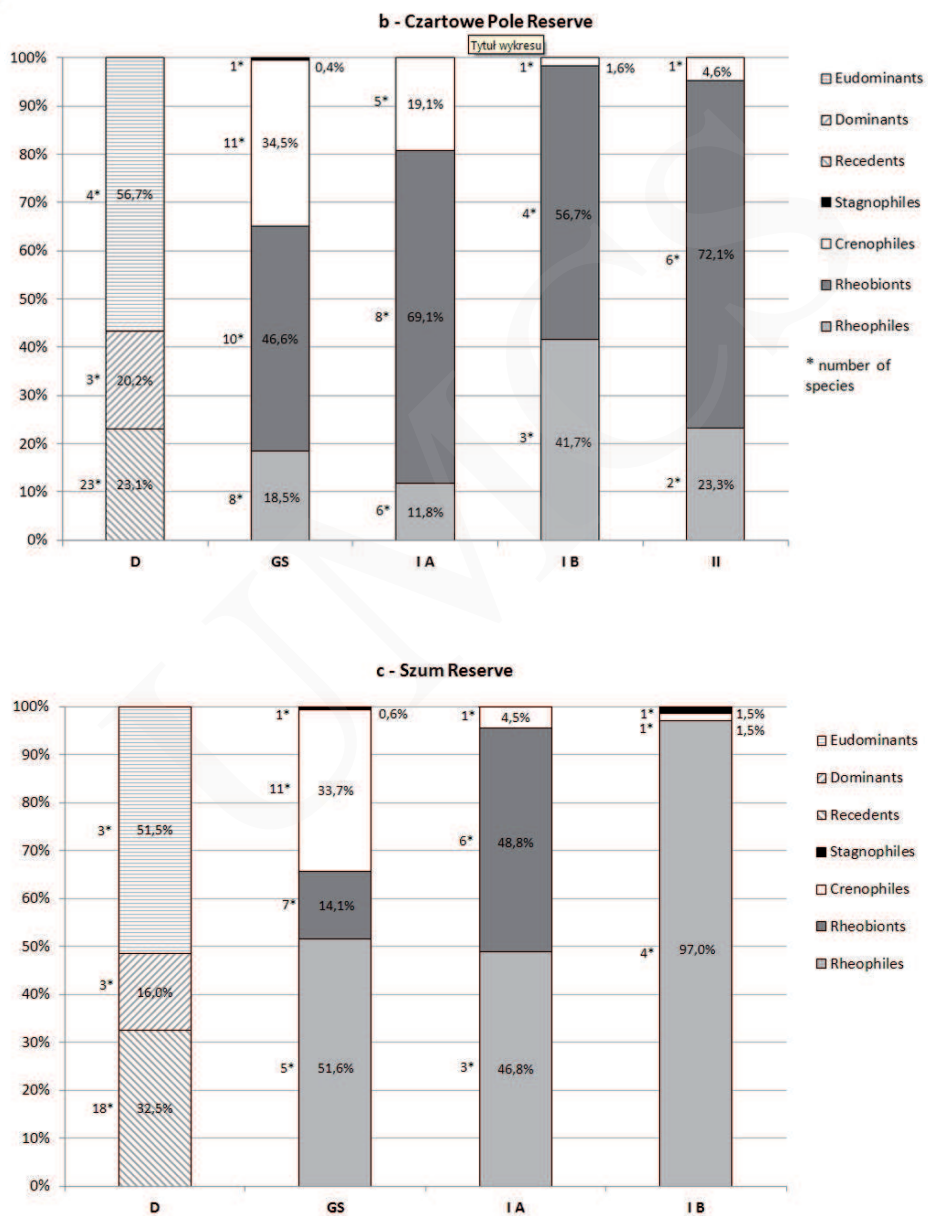 b - Czartowe Pole Reserve
Tytuł wykresu
100%
90%
80%
70%
60%
50%
40%
30%
20%
10%
0%
4* 56,7%
3* 20,2%
23* 23,1%
1* 0,4%
11* 34,5%
10* 46,6%
8* 18,5%
5* 19,1%
8* 69,1%
6* 11,8%
1* 1,6%
4* 56,7%
3* 41,7%
1* 4,6%
6* 72,1%
2* 23,3%
D GS I A I B II
Eudominants
Dominants
Recedents
Stagnophiles
Crenophiles
Rheobionts
Rheophiles
* number of
species
UMCS
c - Szum Reserve
100%
90%
80%
70%
60%
50%
40%
30%
20%
10%
0%
3* 51,5%
3* 16,0%
18* 32,5%
1* 0,6%
11* 33,7%
7* 14,1%
5* 51,6%
1* 4,5%
6* 48,8%
3* 46,8%
1* 1,5%
1* 1,5%
4* 97,0%
D GS I A I B
Eudominants
Dominants
Recedents
Stagnophiles
Crenophiles
Rheobionts
Rheophiles